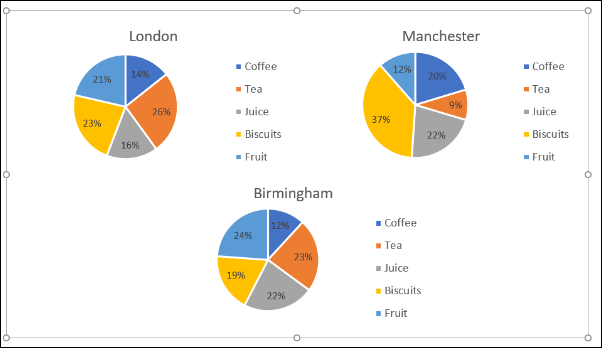 London
14%
26%
16%
23%
21%
Coffee
Tea
Juice
Biscuits
Fruit
Manchester
20%
9%
22%
37%
12%
Coffee
Tea
Juice
Biscuits
Fruit
Birmingham
12%
23%
22%
19%
24%
Coffee
Tea
Juice
Biscuits
Fruit